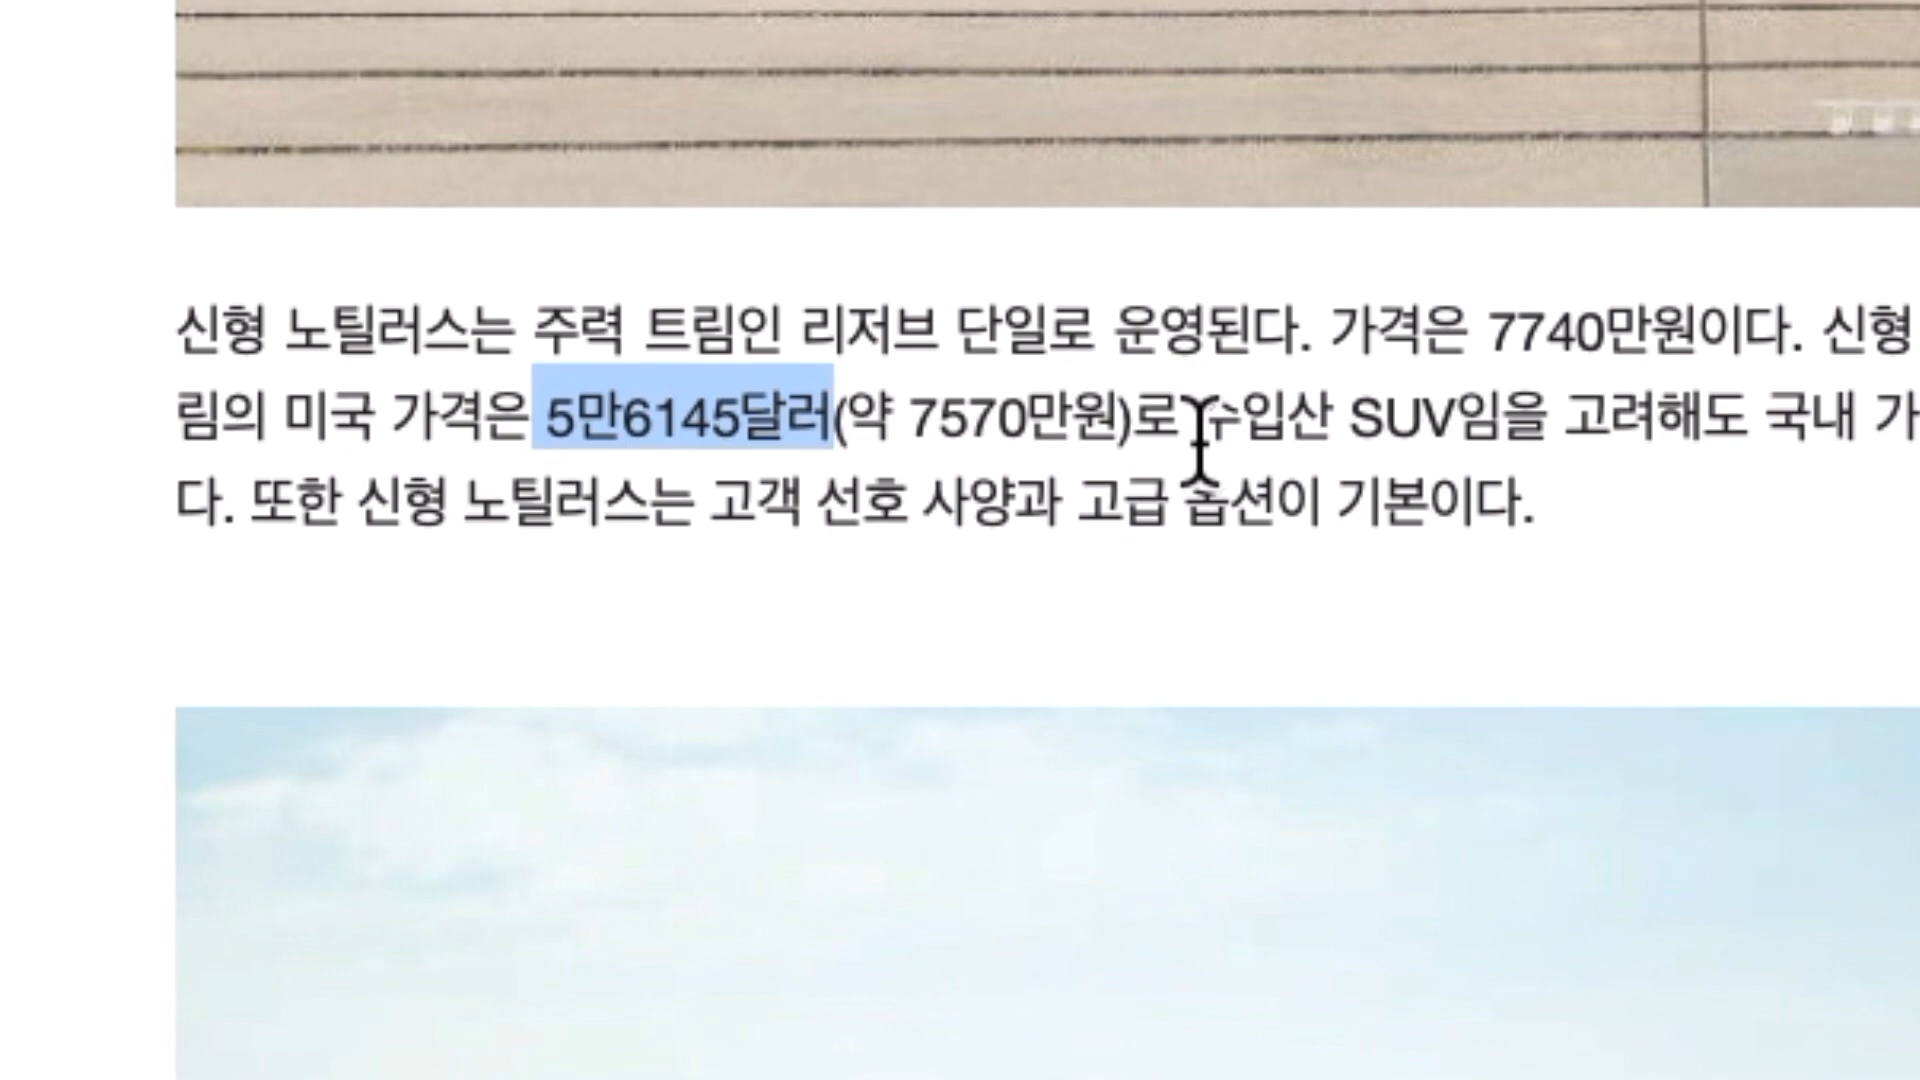 신형 노틸러스는 주력 트림인 리저브 단일로 운영된다. 가격은 7740만원이다. 신형
림의 미국 가격은 5만6145달러(약 7570만원)로 수입산 SUV임을 고려해도 국내 가
다. 또한 신형 노틸러스는 고객 선호 사양과 고급 옵션이 기본이다.